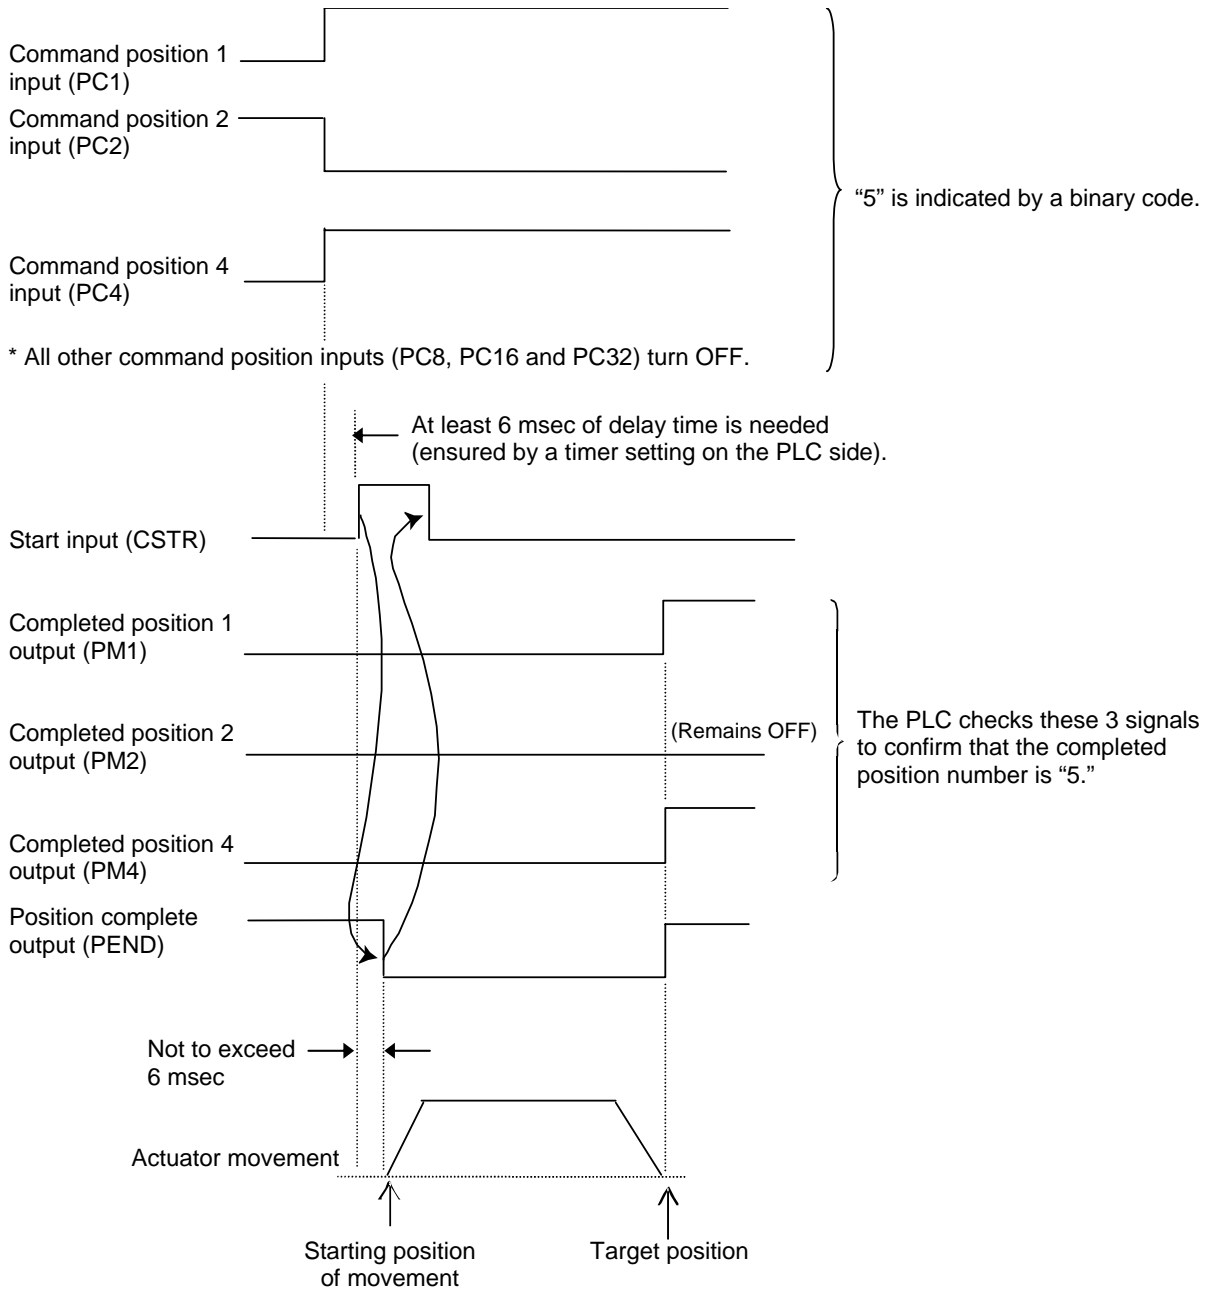 Command position 1
input (PC1)
Command position 2
input (PC2)
“5” is indicated by a binary code.
Command position 4
input (PC4)
* All other command position inputs (PC8, PC16 and PC32) turn OFF.
At least 6 msec of delay time is needed
(ensured by a timer setting on the PLC side).
Start input (CSTR)
Completed position 1
output (PM1)
Completed position 2
output (PM2)
(Remains OFF)
The PLC checks these 3 signals
to confirm that the completed
position number is “5.”
Completed position 4
output (PM4)
Position complete
output (PEND)
Not to exceed
6 msec
Actuator movement
Starting position
of movement
Target position